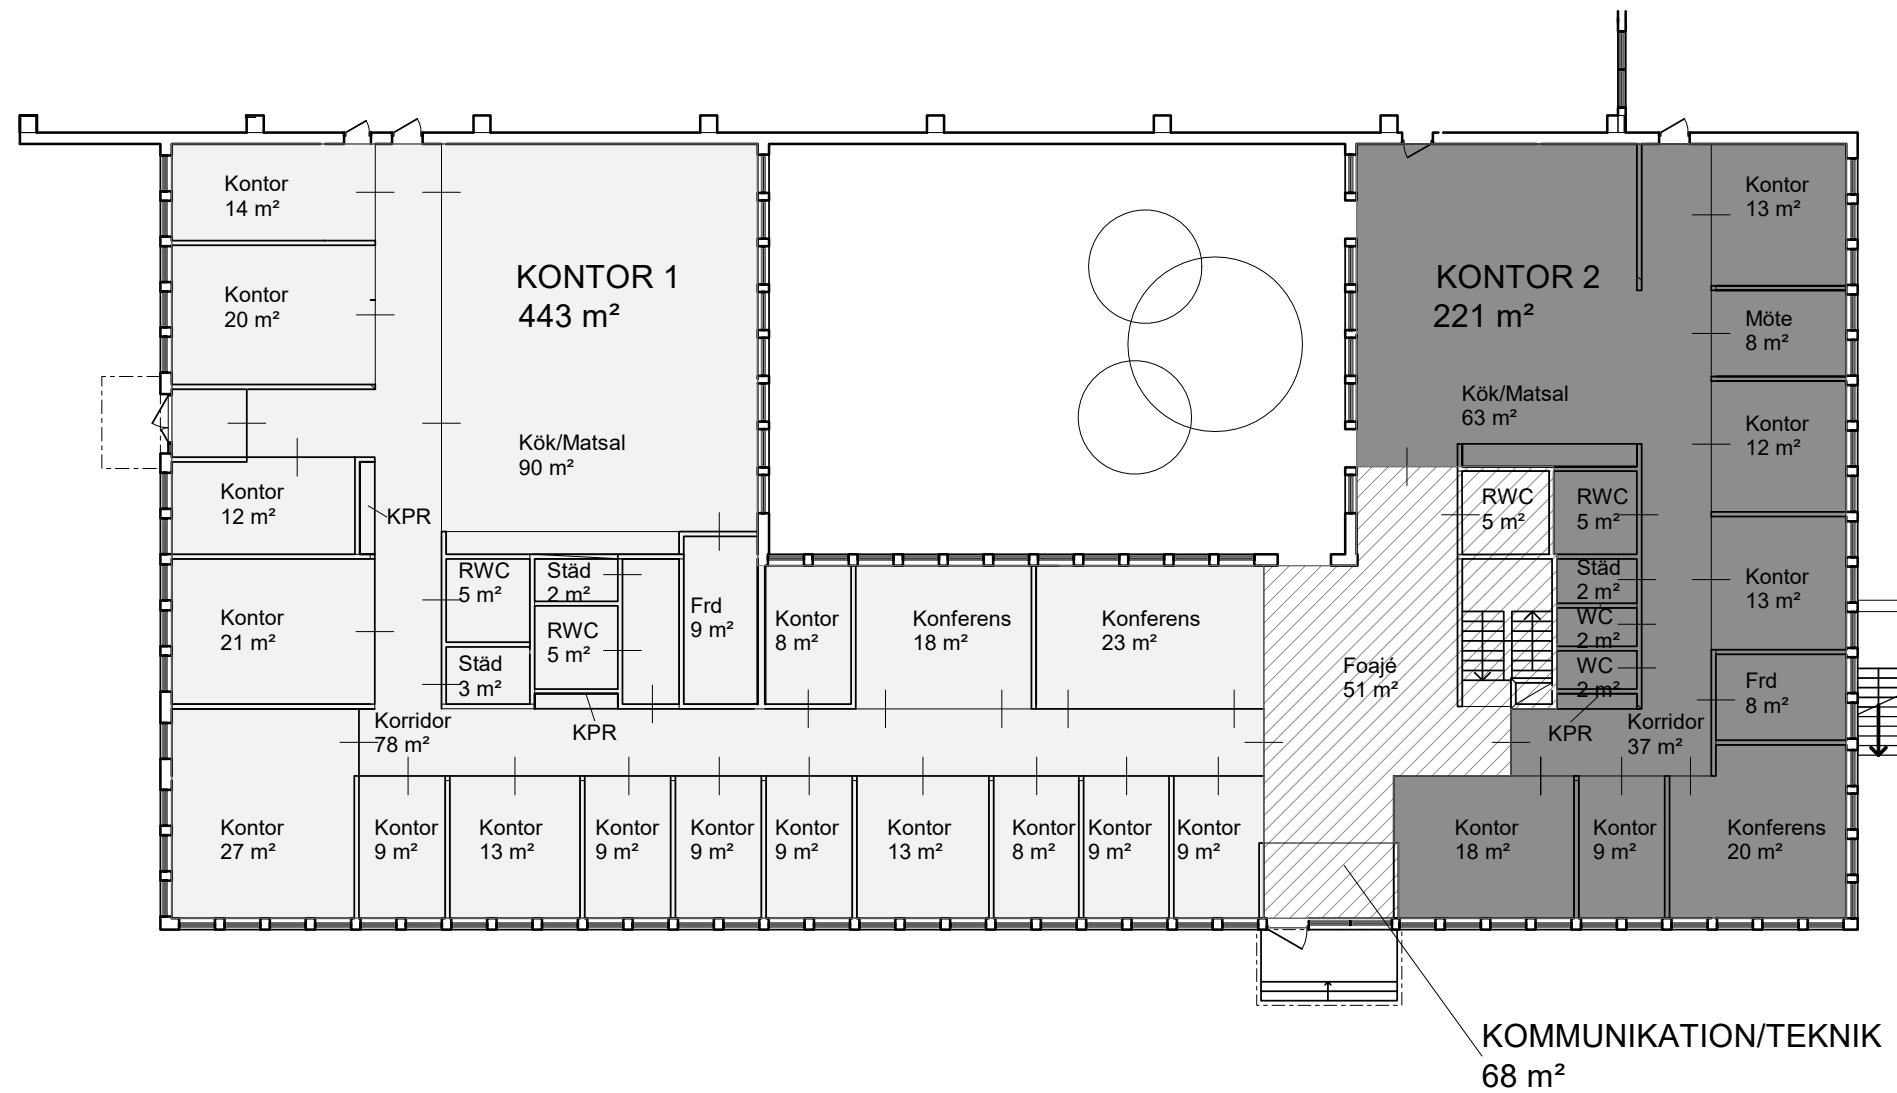 Kontor
14 m²
Kontor
20 m²
KONTOR 1
443 m²
Kök/Matsal
90 m²
Kontor
12 m²
KPR
Kontor
21 m²
RWC
5 m²
Städ
2 m²
RWC
5 m²
Städ
3 m²
KPR
Frd
9 m²
Kontor
8 m²
Konferens
18 m²
Konferens
23 m²
Korridor
78 m²
Kontor
27 m²
Kontor
9 m²
Kontor
13 m²
Kontor
9 m²
Kontor
9 m²
Kontor
9 m²
Kontor
13 m²
Kontor
8 m²
Kontor
9 m²
Kontor
9 m²
KONTOR 2
221 m²
Kök/Matsal
63 m²
Kontor
13 m²
Möte
8 m²
Kontor
12 m²
Kontor
13 m²
Frd
8 m²
RWC
5 m²
RWC
5 m²
Städ
2 m²
WC
2 m²
WC
2 m²
KPR
Korridor
37 m²
Foajé
51 m²
Kontor
18 m²
Kontor
9 m²
Konferens
20 m²
KOMMUNIKATION/TEKNIK
68 m²